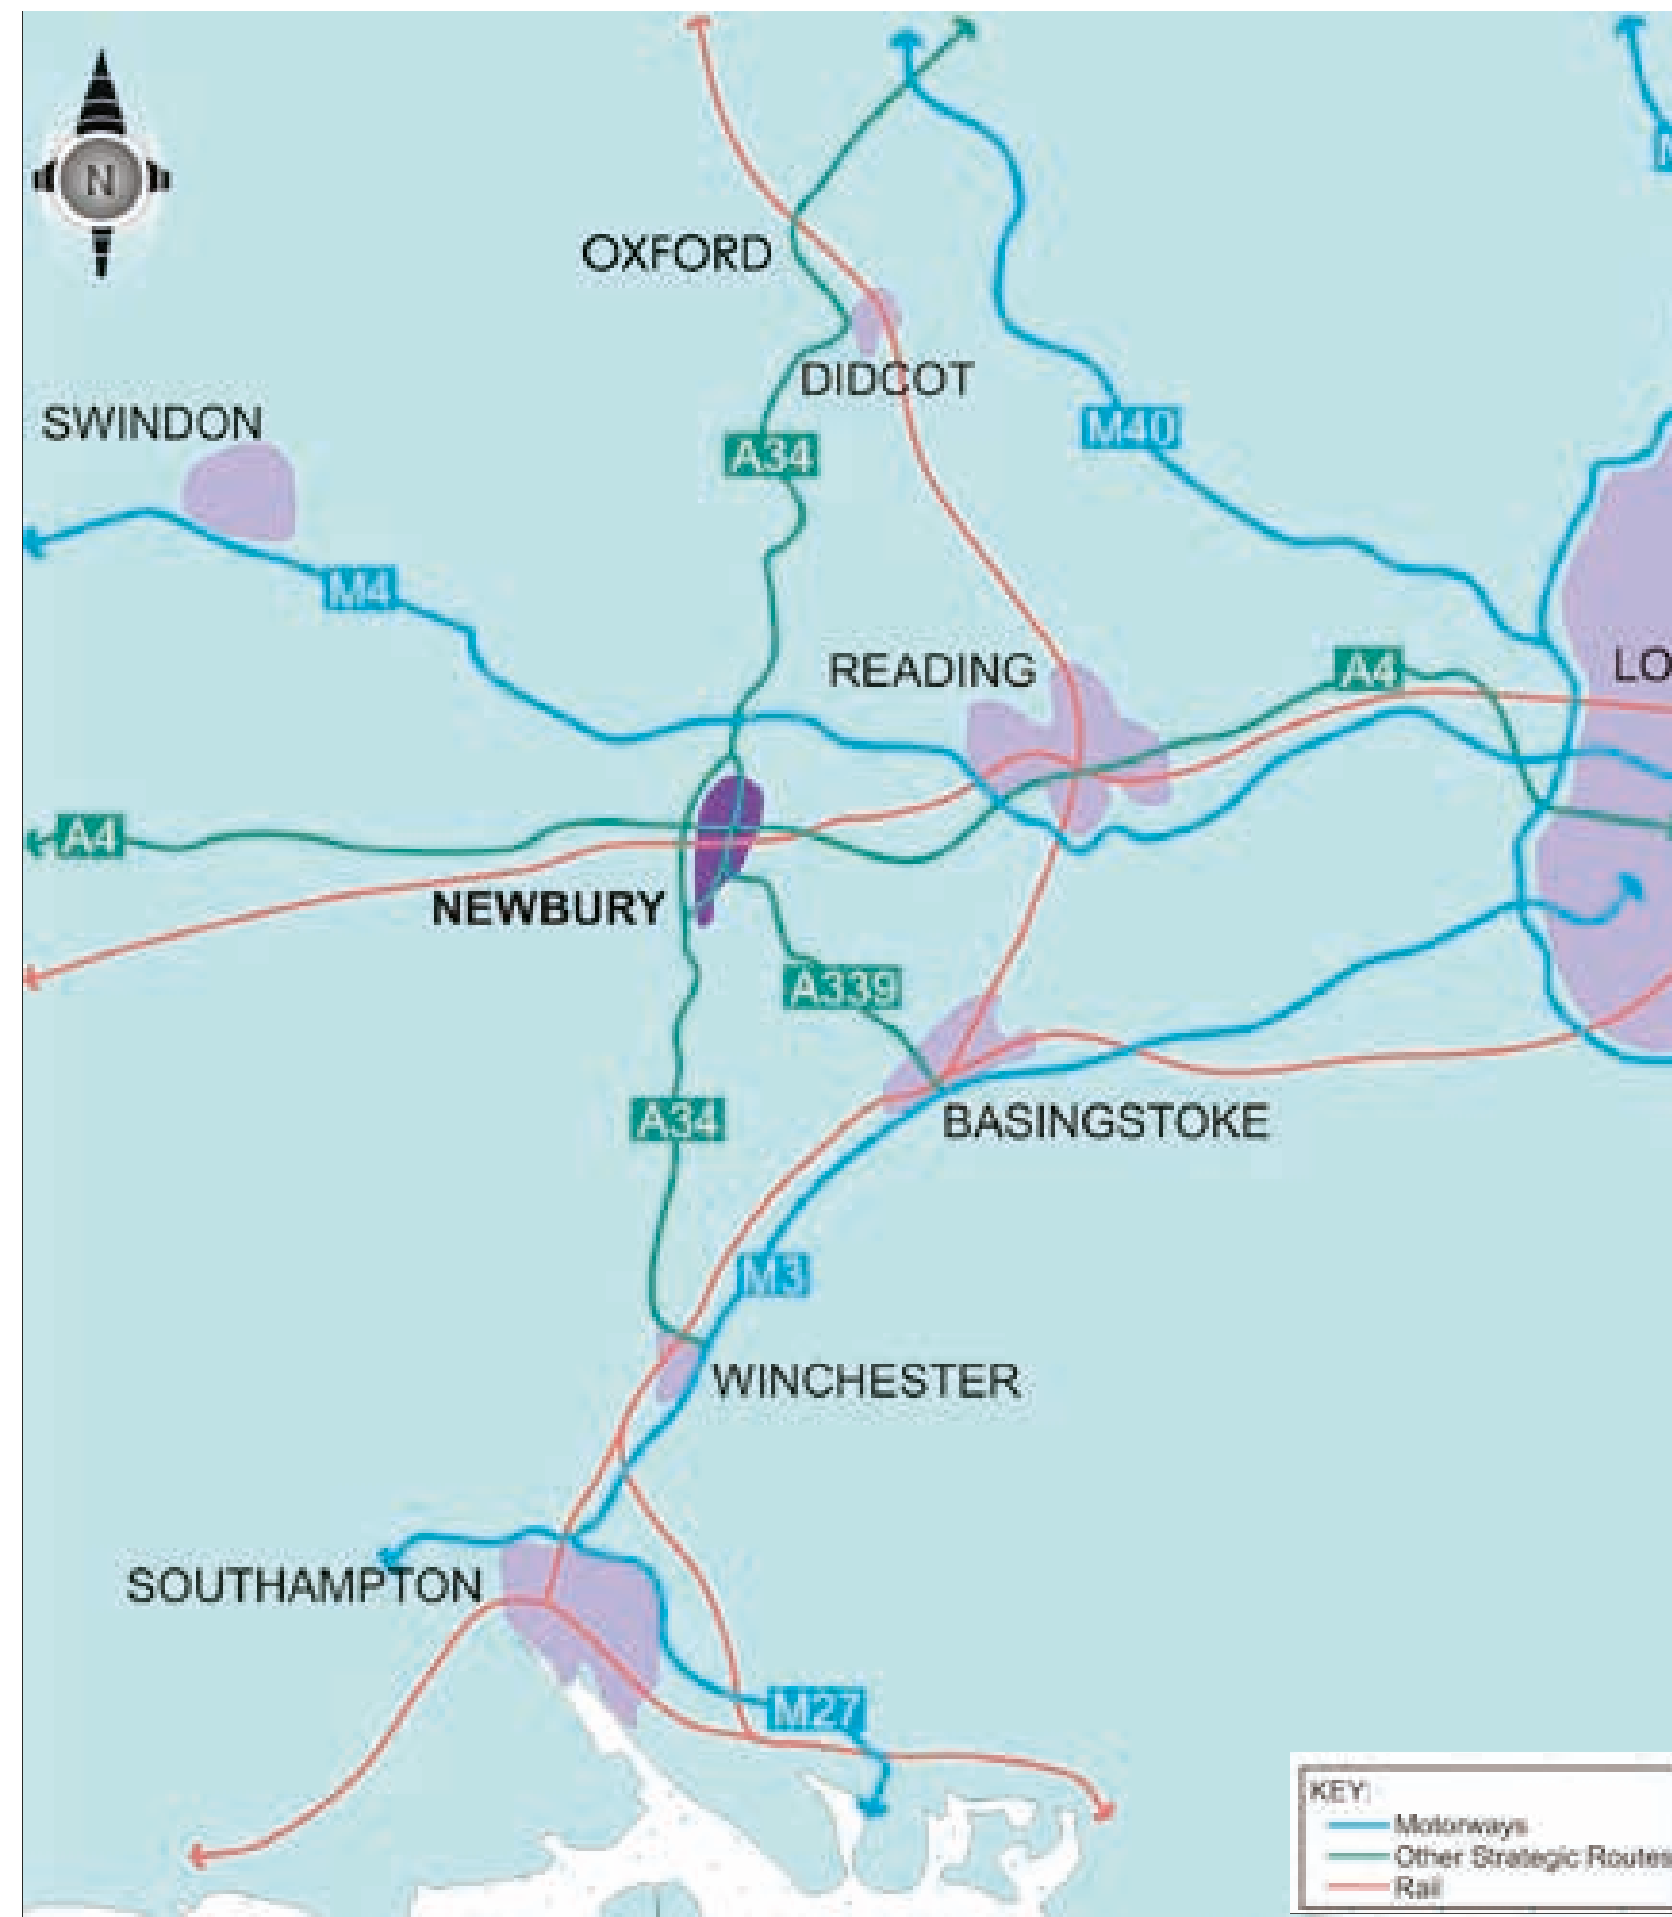 N
OXFORD
DIDCOT
SWINDON
A34
M40
M4
READING
A4
LO
A4
NEWBURY
A339
A34
BASINGSTOKE
M3
WINCHESTER
SOUTHAMPTON
M27
KEY:
Motorways
Other Strategic Routes
Rail